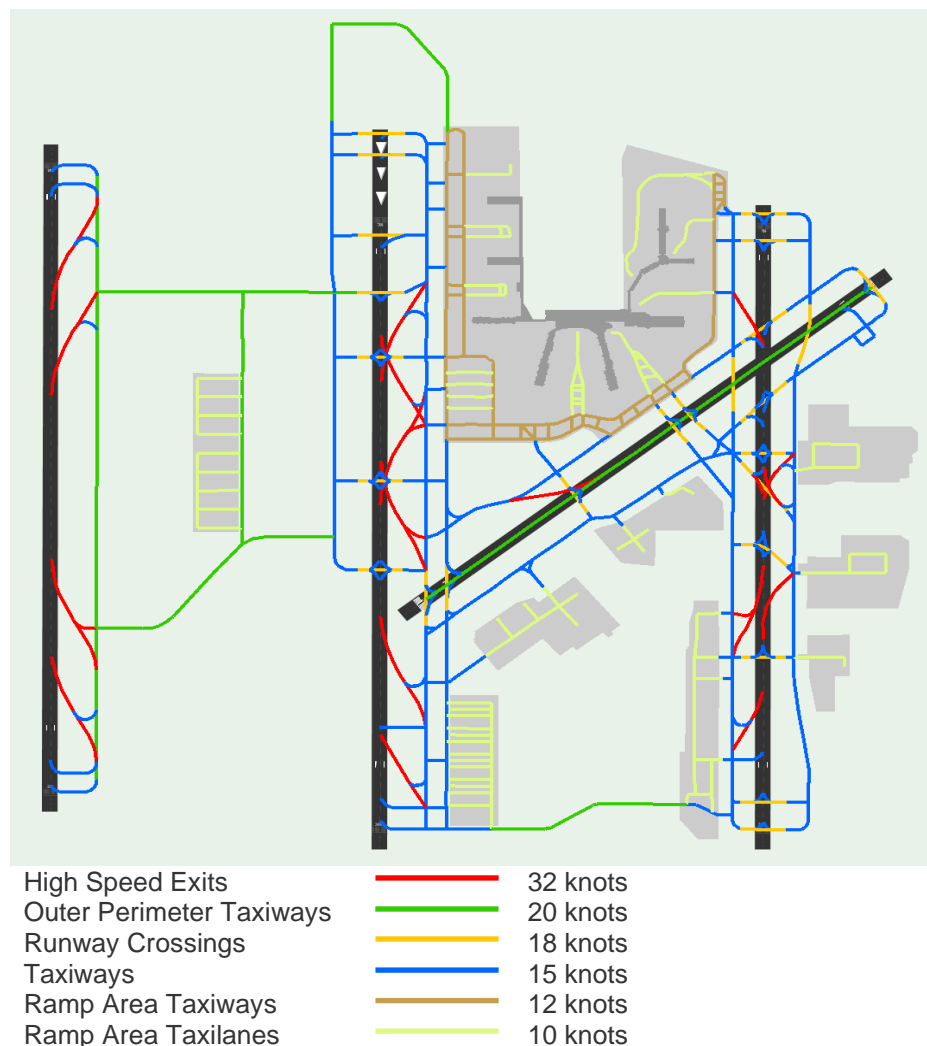 High Speed Exits 32 knots
Outer Perimeter Taxiways 20 knots
Runway Crossings 18 knots
Taxiways 15 knots
Ramp Area Taxiways 12 knots
Ramp Area Taxilanes 10 knots